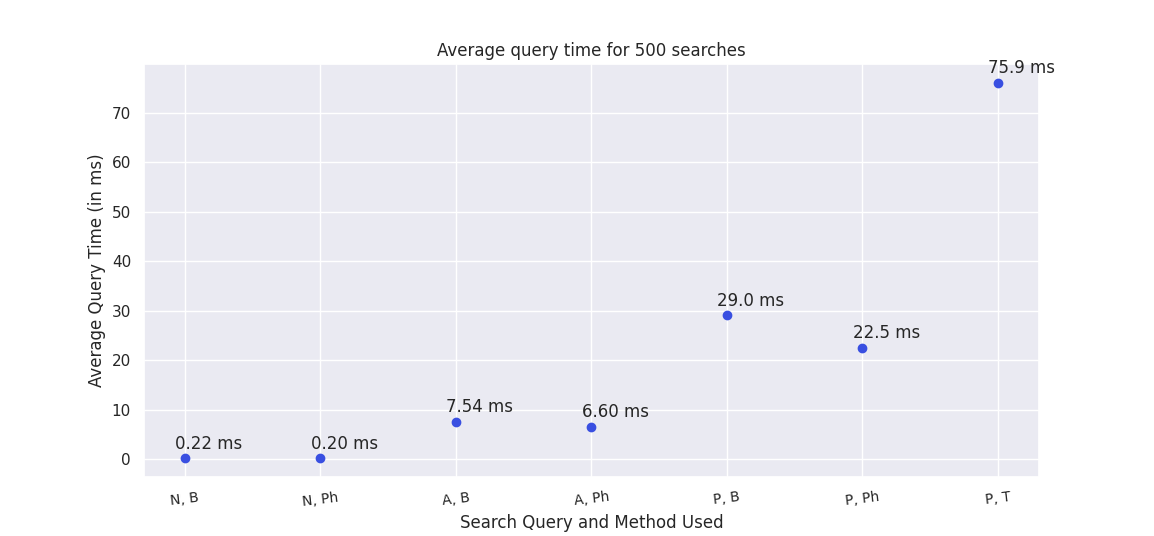 Average query time for 500 searches
75.9 ms
70
60
50
40
30
20
10
0
29.0 ms
22.5 ms
7.54 ms
6.60 ms
0.22 ms
0.20 ms
Average Query Time (in ms)
N, B
N, Ph
A, B
A, Ph
P, B
P, Ph
P, T
Search Query and Method Used